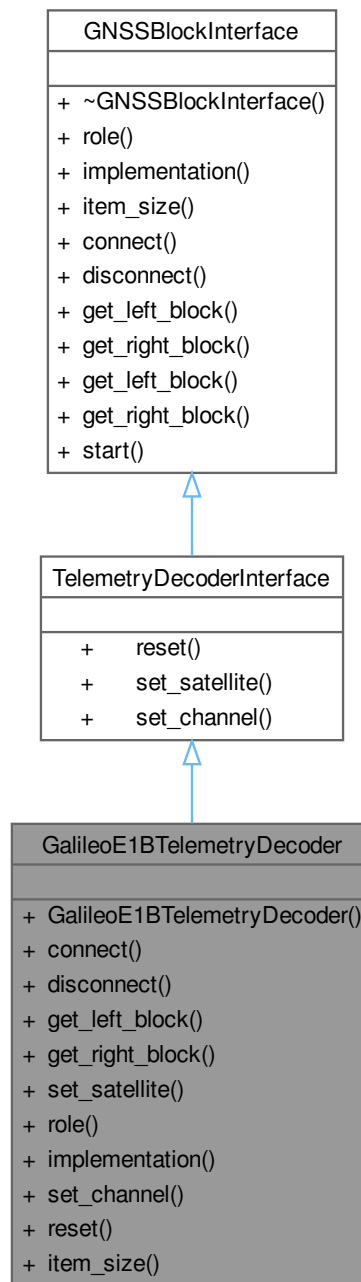 GNSSBlockInterface
+ ~GNSSBlockInterface()
+ role()
+ implementation()
+ item_size()
+ connect()
+ disconnect()
+ get_left_block()
+ get_right_block()
+ get_left_block()
+ get_right_block()
+ start()
TelemetryDecoderInterface
+ reset()
+ set_satellite()
+ set_channel()
GalileoE1BTelemetryDecoder
+ GalileoE1BTelemetryDecoder()
+ connect()
+ disconnect()
+ get_left_block()
+ get_right_block()
+ set_satellite()
+ role()
+ implementation()
+ set_channel()
+ reset()
+ item_size()